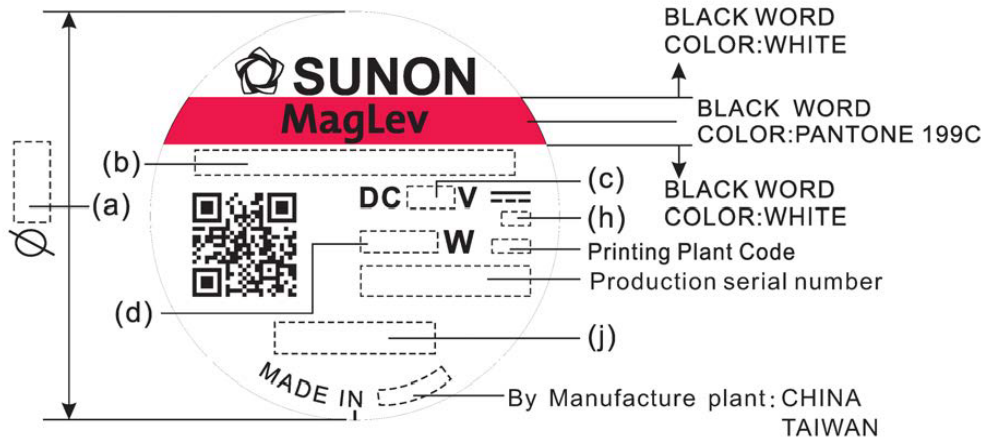 BLACK WORD
COLOR:WHITE
SUNON
MagLev
BLACK WORD
COLOR:PANTONE 199C
(b)
(a)
Ø
DC V
(c)
BLACK WORD
COLOR:WHITE
(h)
W
Printing Plant Code
Production serial number
(d)
(j)
MADE IN
By Manufacture plant: CHINA
TAIWAN